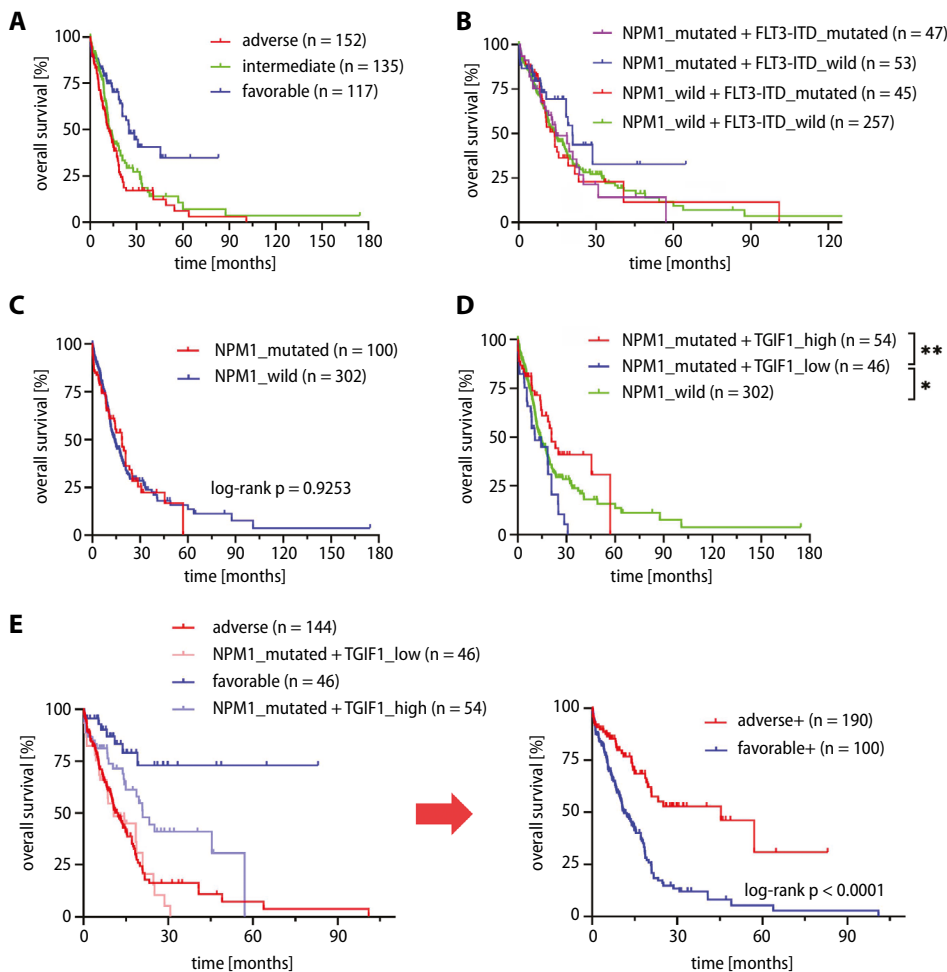 A
adverse (n = 152)
intermediate (n = 135)
favorable (n = 117)
overall survival [%]
100
75
50
25
0
0 30 60 90 120 150 180
time [months]
B
NPM1_mutated + FLT3-ITD_mutated (n = 47)
NPM1_mutated + FLT3-ITD_wild (n = 53)
NPM1_wild + FLT3-ITD_mutated (n = 45)
NPM1_wild + FLT3-ITD_wild (n = 257)
overall survival [%]
100
75
50
25
0
0 30 60 90 120
time [months]
C
NPM1_mutated (n = 100)
NPM1_wild (n = 302)
overall survival [%]
100
75
50
25
0
log-rank p = 0.9253
0 30 60 90 120 150 180
time [months]
D
NPM1_mutated + TGIF1_high (n = 54)
NPM1_mutated + TGIF1_low (n = 46)
NPM1_wild (n = 302)
**
*
overall survival [%]
100
75
50
25
0
0 30 60 90 120 150 180
time [months]
E
adverse (n = 144)
NPM1_mutated + TGIF1_low (n = 46)
favorable (n = 46)
NPM1_mutated + TGIF1_high (n = 54)
overall survival [%]
100
75
50
25
0
0 30 60 90
time [months]
adverse+ (n = 190)
favorable+ (n = 100)
overall survival [%]
100
75
50
25
0
log-rank p < 0.0001
0 30 60 90
time [months]